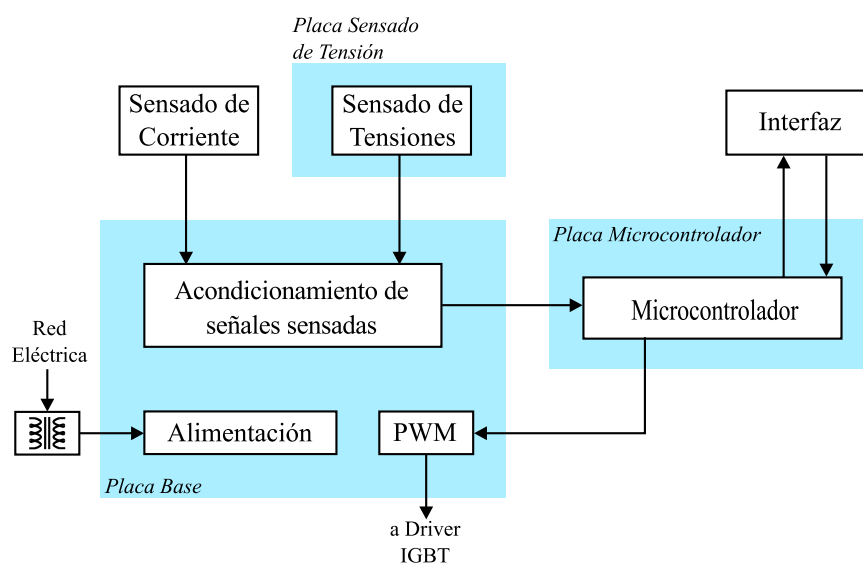 Placa Sensado
de Tensión
Sensado de
Corriente
Sensado de
Tensiones
Interfaz
Placa Microcontrolador
Acondicionamiento de
señales sensadas
Microcontrolador
Red
Eléctrica
Alimentación
PWM
Placa Base
a Driver
IGBT